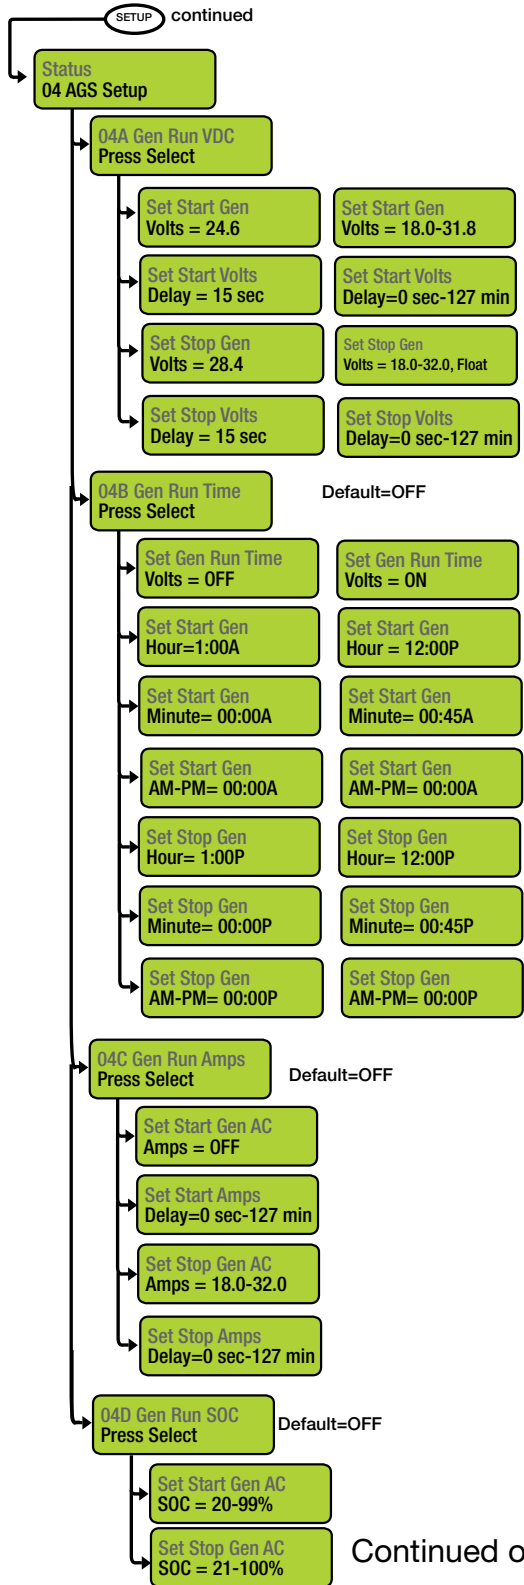 SETUP continued
Status
04 AGS Setup
04A Gen Run VDC
Press Select
Set Start Gen
Volts = 24.6
Set Start Gen
Volts = 18.0-31.8
Set Start Volts
Delay = 15 sec
Set Start Volts
Delay=0 sec-127 min
Set Stop Gen
Volts = 28.4
Set Stop Gen
Volts = 18.0-32.0, Float
Set Stop Volts
Delay = 15 sec
Set Stop Volts
Delay=0 sec-127 min
04B Gen Run Time
Press Select
Default=OFF
Set Gen Run Time
Volts = OFF
Set Gen Run Time
Volts = ON
Set Start Gen
Hour=1:00A
Set Start Gen
Hour = 12:00P
Set Start Gen
Minute= 00:00A
Set Start Gen
Minute= 00:45A
Set Start Gen
AM-PM= 00:00A
Set Start Gen
AM-PM= 00:00A
Set Stop Gen
Hour= 1:00P
Set Stop Gen
Hour= 12:00P
Set Stop Gen
Minute= 00:00P
Set Stop Gen
Minute= 00:45P
Set Stop Gen
AM-PM= 00:00P
Set Stop Gen
AM-PM= 00:00P
04C Gen Run Amps
Press Select
Default=OFF
Set Start Gen AC
Amps = OFF
Set Start Amps
Delay=0 sec-127 min
Set Stop Gen AC
Amps = 18.0-32.0
Set Stop Amps
Delay=0 sec-127 min
04D Gen Run SOC
Press Select
Default=OFF
Set Start Gen AC
SOC = 20-99%
Set Stop Gen AC
SOC = 21-100%
Continued o